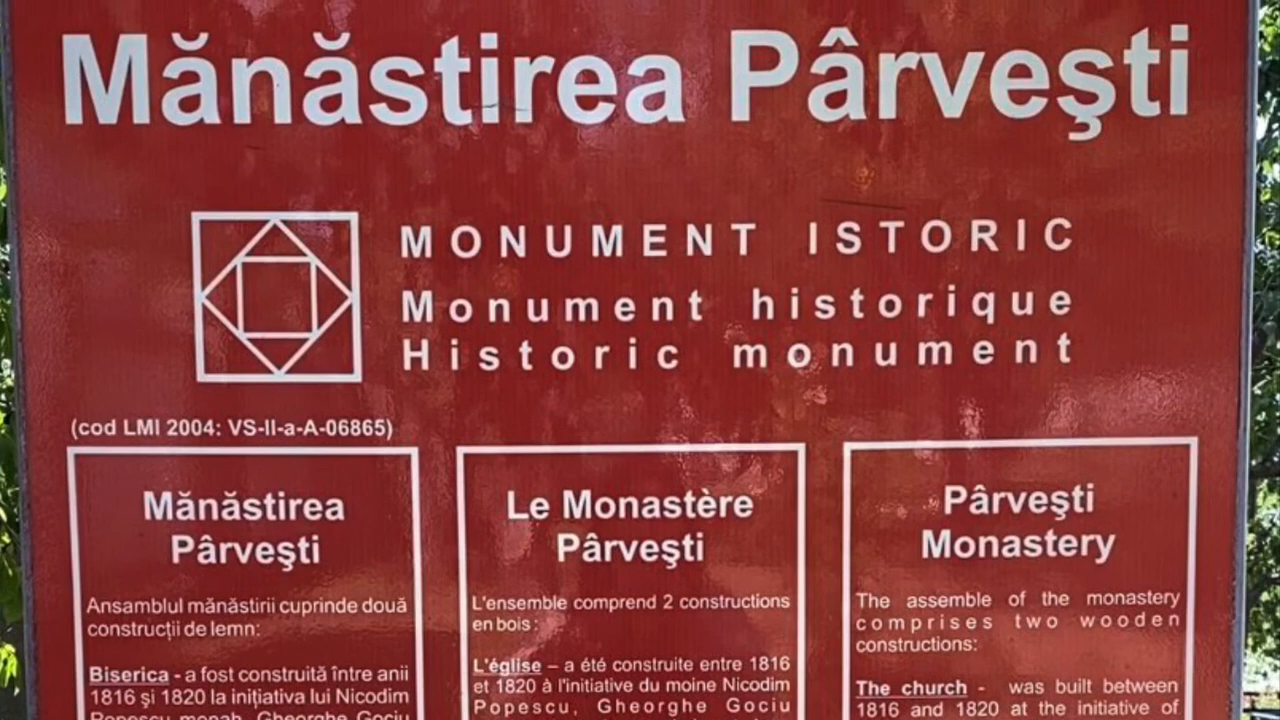 Mănăstirea Pârveşti
MONUMENT ISTORIC
Monument historique
Historic monument
(cod LMI 2004: VS-II-a-A-06865)
Mănăstirea
Pârveşti
Ansamblul mănăstirii cuprinde două
construcţii de lemn:
Biserica - a fost construită între anii
1816 şi 1820 la iniţiativa lui Nicodim
Popescu monah, Gheorghe Gociu
Le Monastère
Pârveşti
L'ensemble comprend 2 constructions
en bois :
L'église – a été construite entre 1816
et 1820 à l'initiative du moine Nicodim
Popescu, Gheorghe Gociu
Pârveşti
Monastery
The assemble of the monastery
comprises two wooden
constructions:
The church - was built between
1816 and 1820 at the initiative of